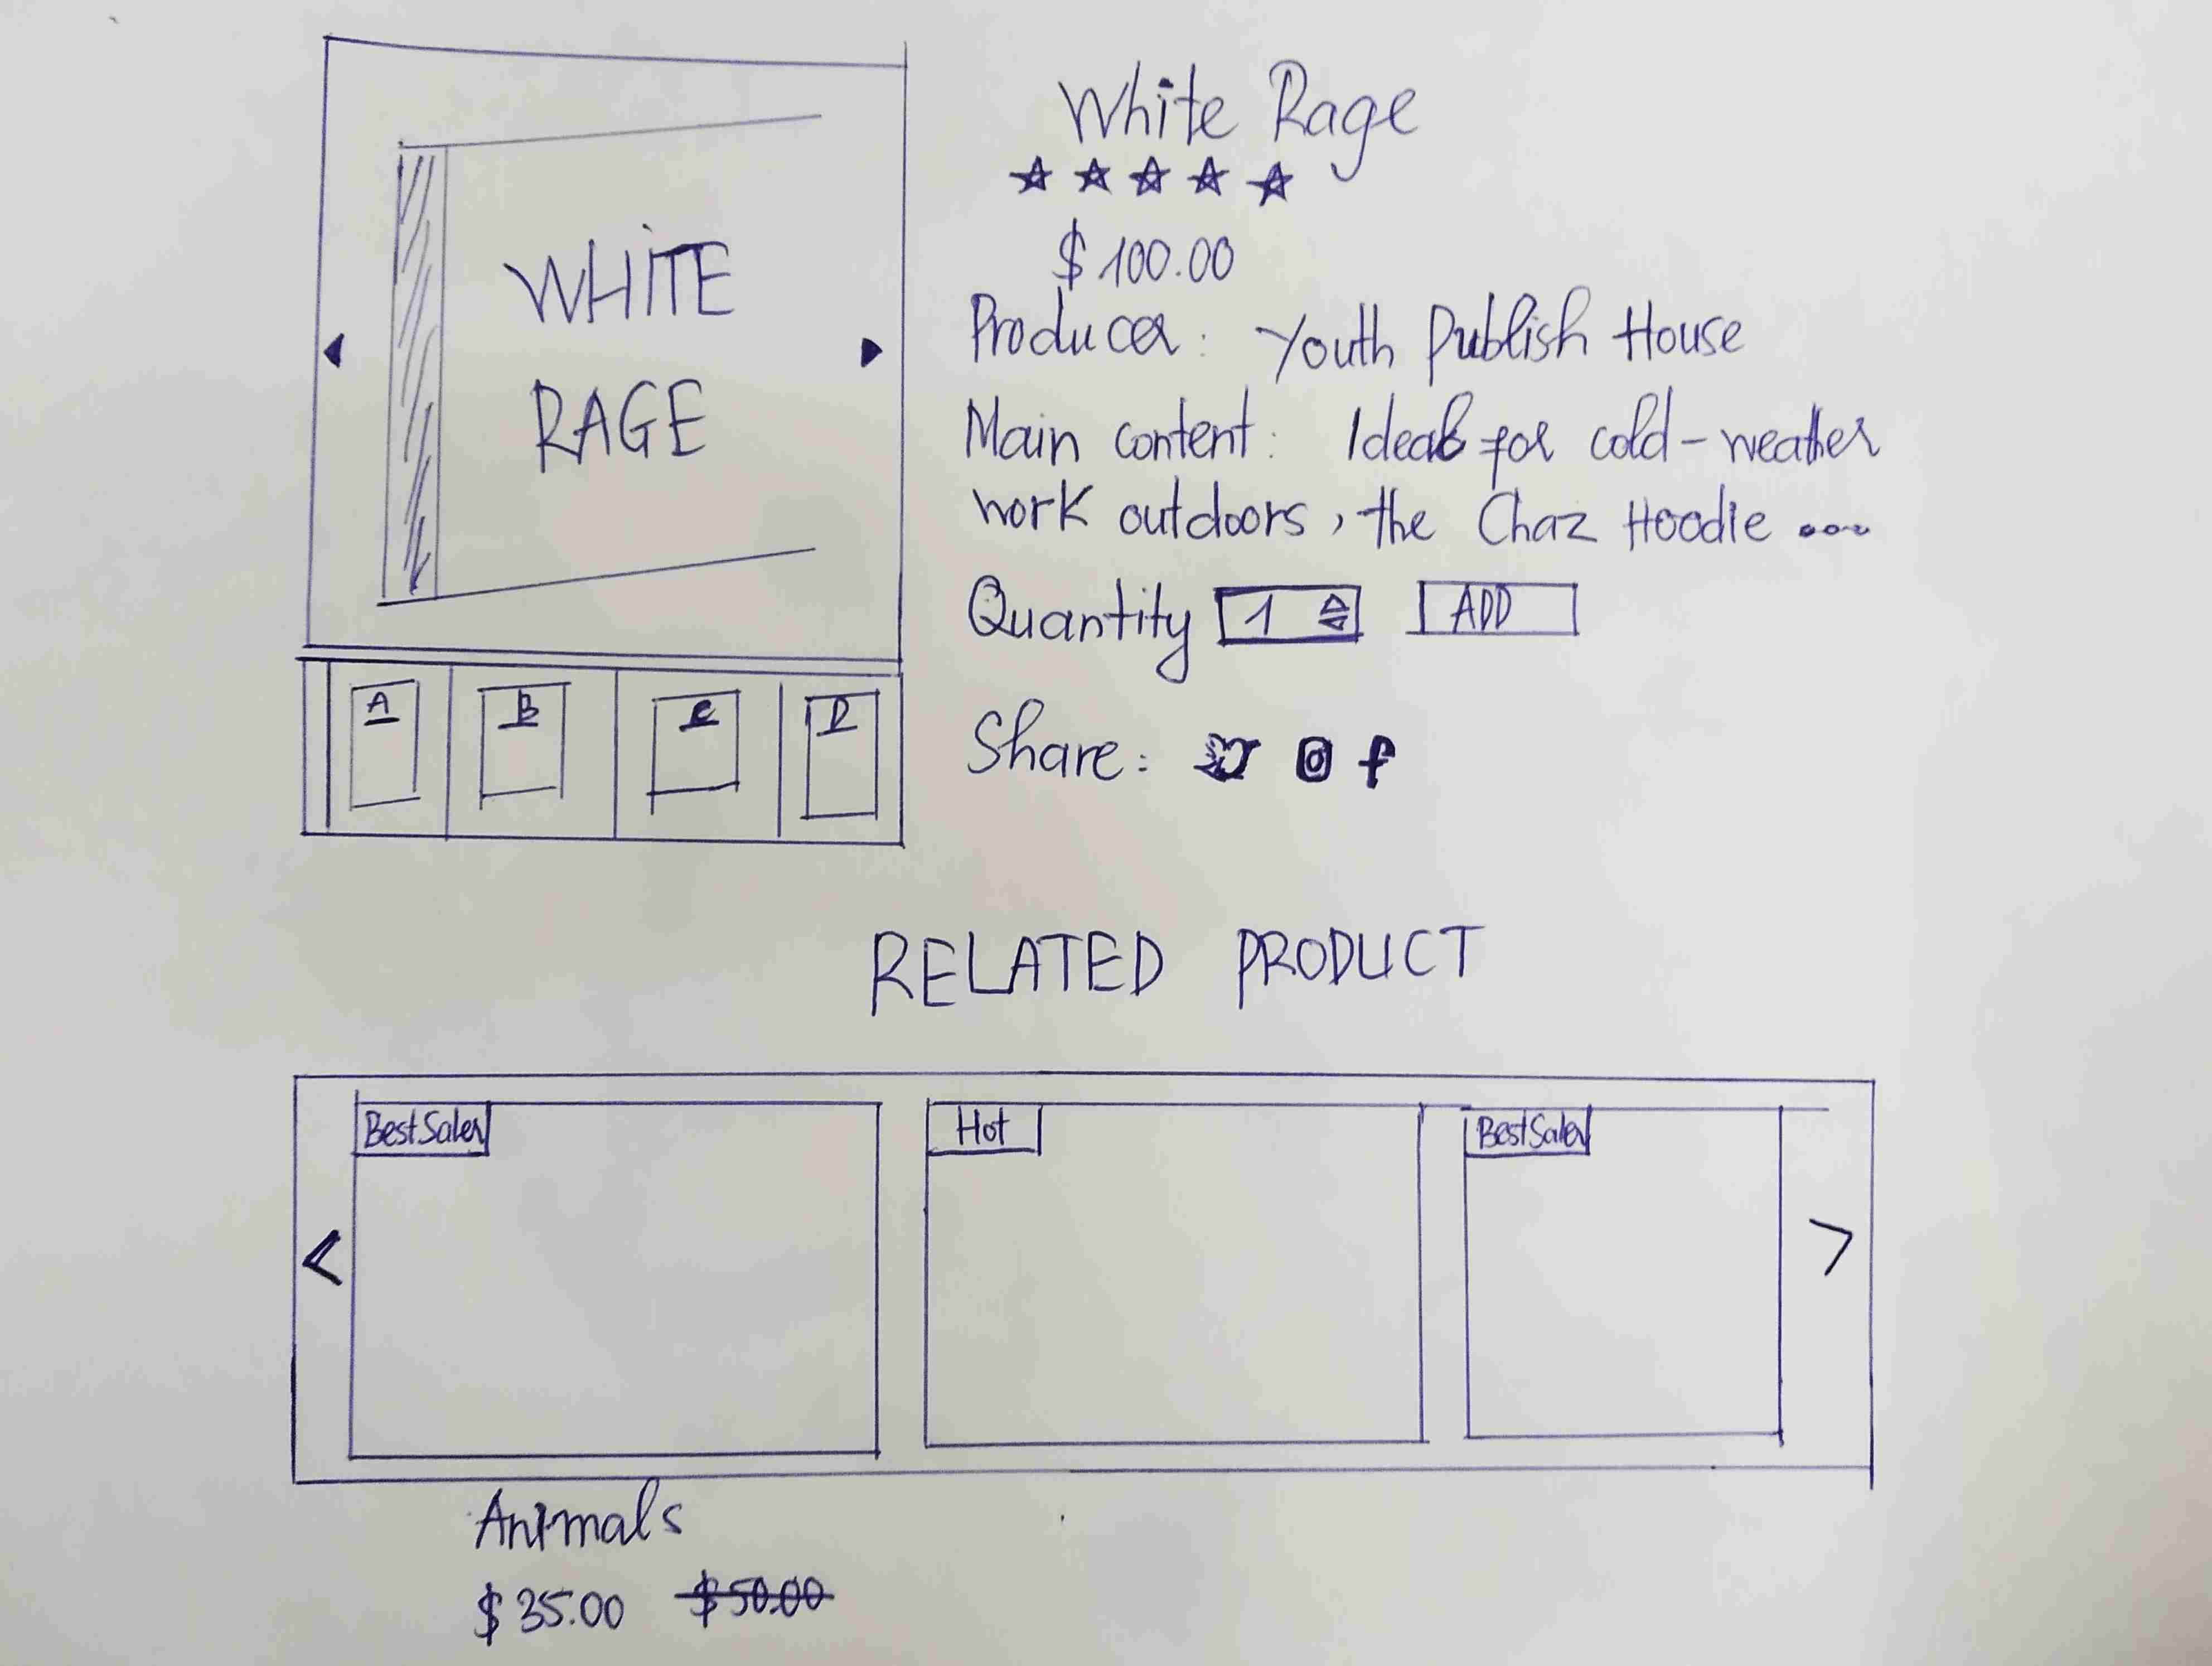 WHITE
RAGE
A B C D
White Rage
$100.00
Producer: Youth Publish House
Main content: Ideal for cold-weather
work outdoors, the Chaz Hoodie ...
Quantity 1 ADD
Share:
RELATED PRODUCT
Best Saler Hot Best Saler
Animals
$35.00 $50.00